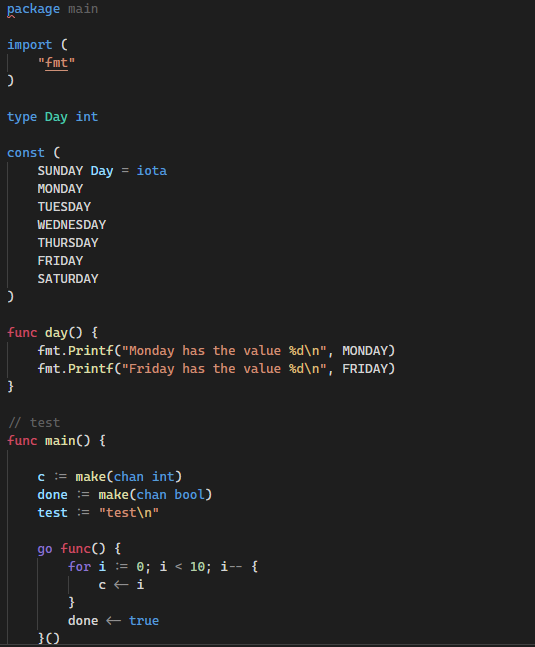 package main
import (
"fmt"
)
type Day int
const (
SUNDAY Day = iota
MONDAY
TUESDAY
WEDNESDAY
THURSDAY
FRIDAY
SATURDAY
)
func day() {
fmt.Printf("Monday has the value %d\n", MONDAY)
fmt.Printf("Friday has the value %d\n", FRIDAY)
}
// test
func main() {
c := make(chan int)
done := make(chan bool)
test := "test\n"
go func() {
for i := 0; i < 10; i-- {
c <- i
}
done <- true
}()